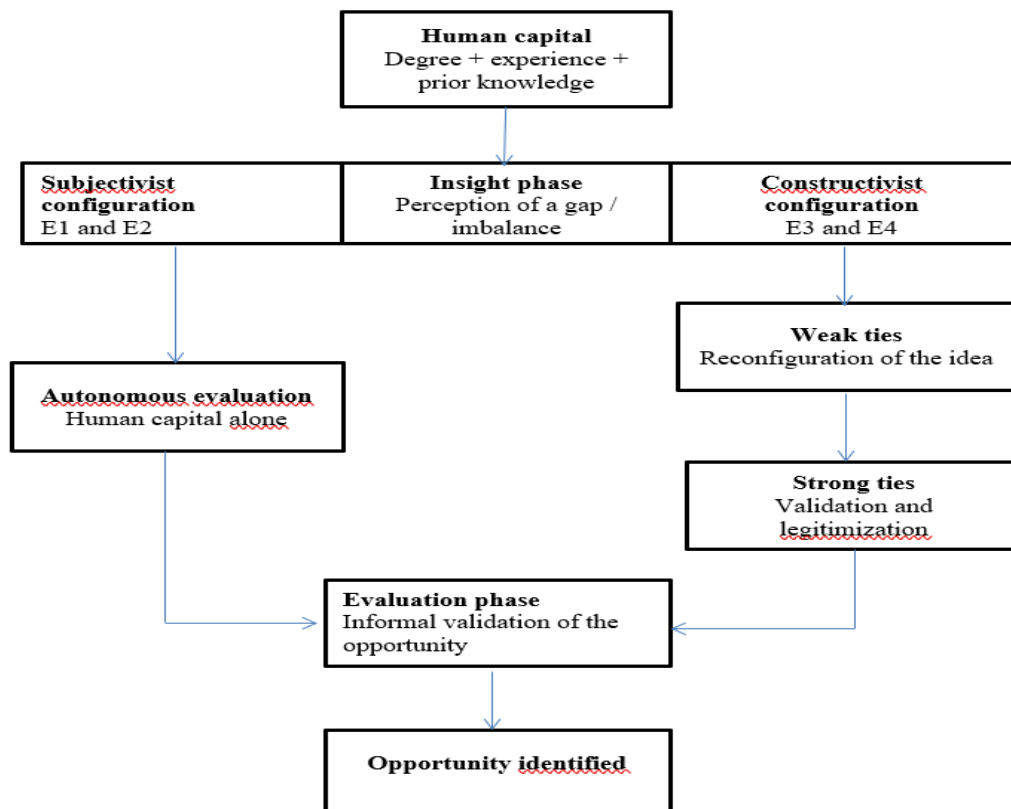 Human capital
Degree + experience +
prior knowledge
Subjectivist
configuration
E1 and E2
Insight phase
Perception of a gap /
imbalance
Constructivist
configuration
E3 and E4
Weak ties
Reconfiguration of the idea
Autonomous evaluation
Human capital alone
Strong ties
Validation and
legitimization
Evaluation phase
Informal validation of the
opportunity
Opportunity identified